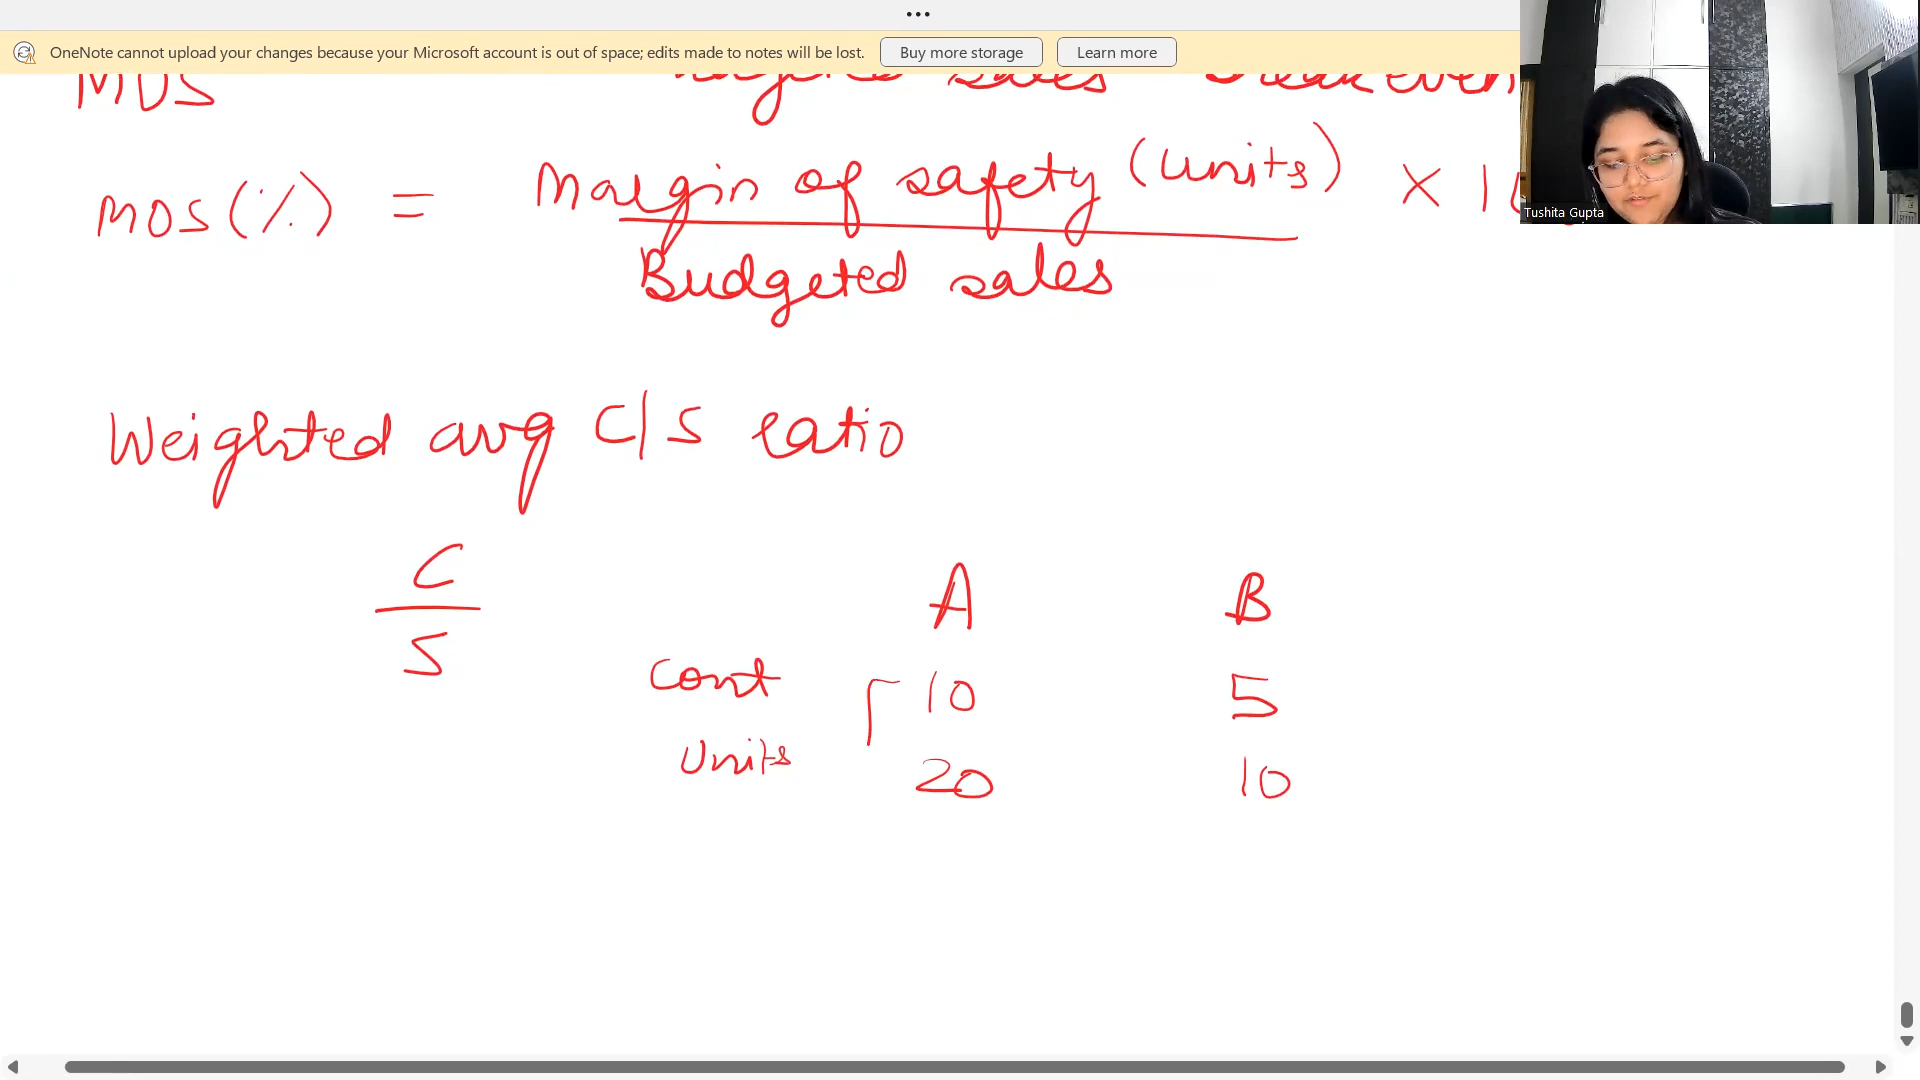 OneNote cannot upload your changes because your Microsoft account is out of space; edits made to notes will be lost. Buy more storage Learn more
MOS sales
MOS (%) = Margin of safety (units) ×
Budgeted sales
Tushita Gupta
Weighted avg C/S ratio
C
S
A B
Cont 10 5
Units 20 10